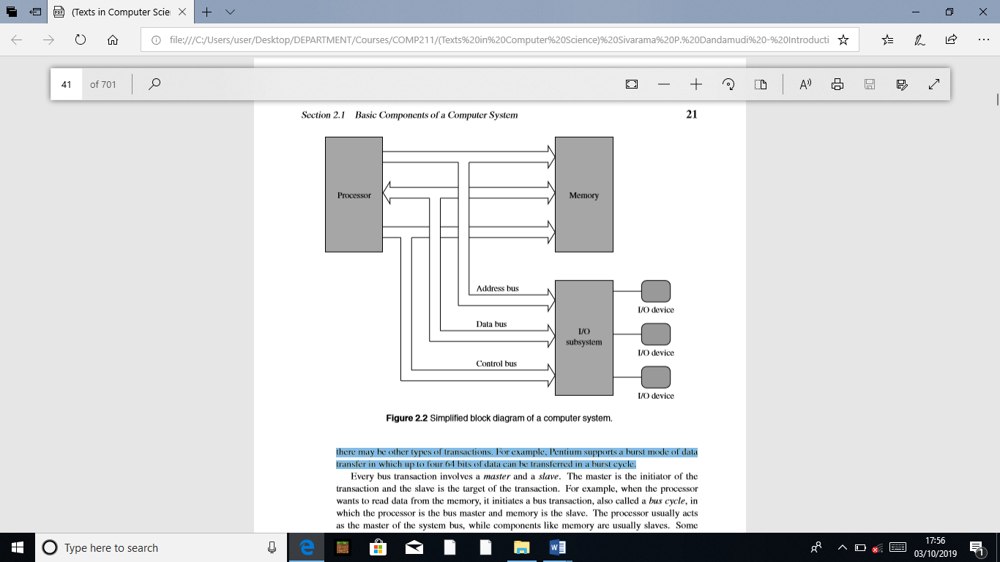 (Texts in Computer Scie
file:///C:/Users/user/Desktop/DEPARTMENT/Courses/COMP211/(Texts%20in%20Computer%20Science)%20Sivarama%20P.%20Dandamudi%20-%20Introducti
41 of 701
Section 2.1 Basic Components of a Computer System 21
Processor
Memory
Address bus
Data bus
Control bus
I/O
subsystem
I/O device
I/O device
I/O device
Figure 2.2 Simplified block diagram of a computer system.
there may be other types of transactions. For example, Pentium supports a burst mode of data
transfer in which up to four 64 bits of data can be transferred in a burst cycle.
Every bus transaction involves a master and a slave. The master is the initiator of the
transaction and the slave is the target of the transaction. For example, when the processor
wants to read data from the memory, it initiates a bus transaction, also called a bus cycle, in
which the processor is the bus master and memory is the slave. The processor usually acts
as the master of the system bus, while components like memory are usually slaves. Some
Type here to search
17:56
03/10/2019
1